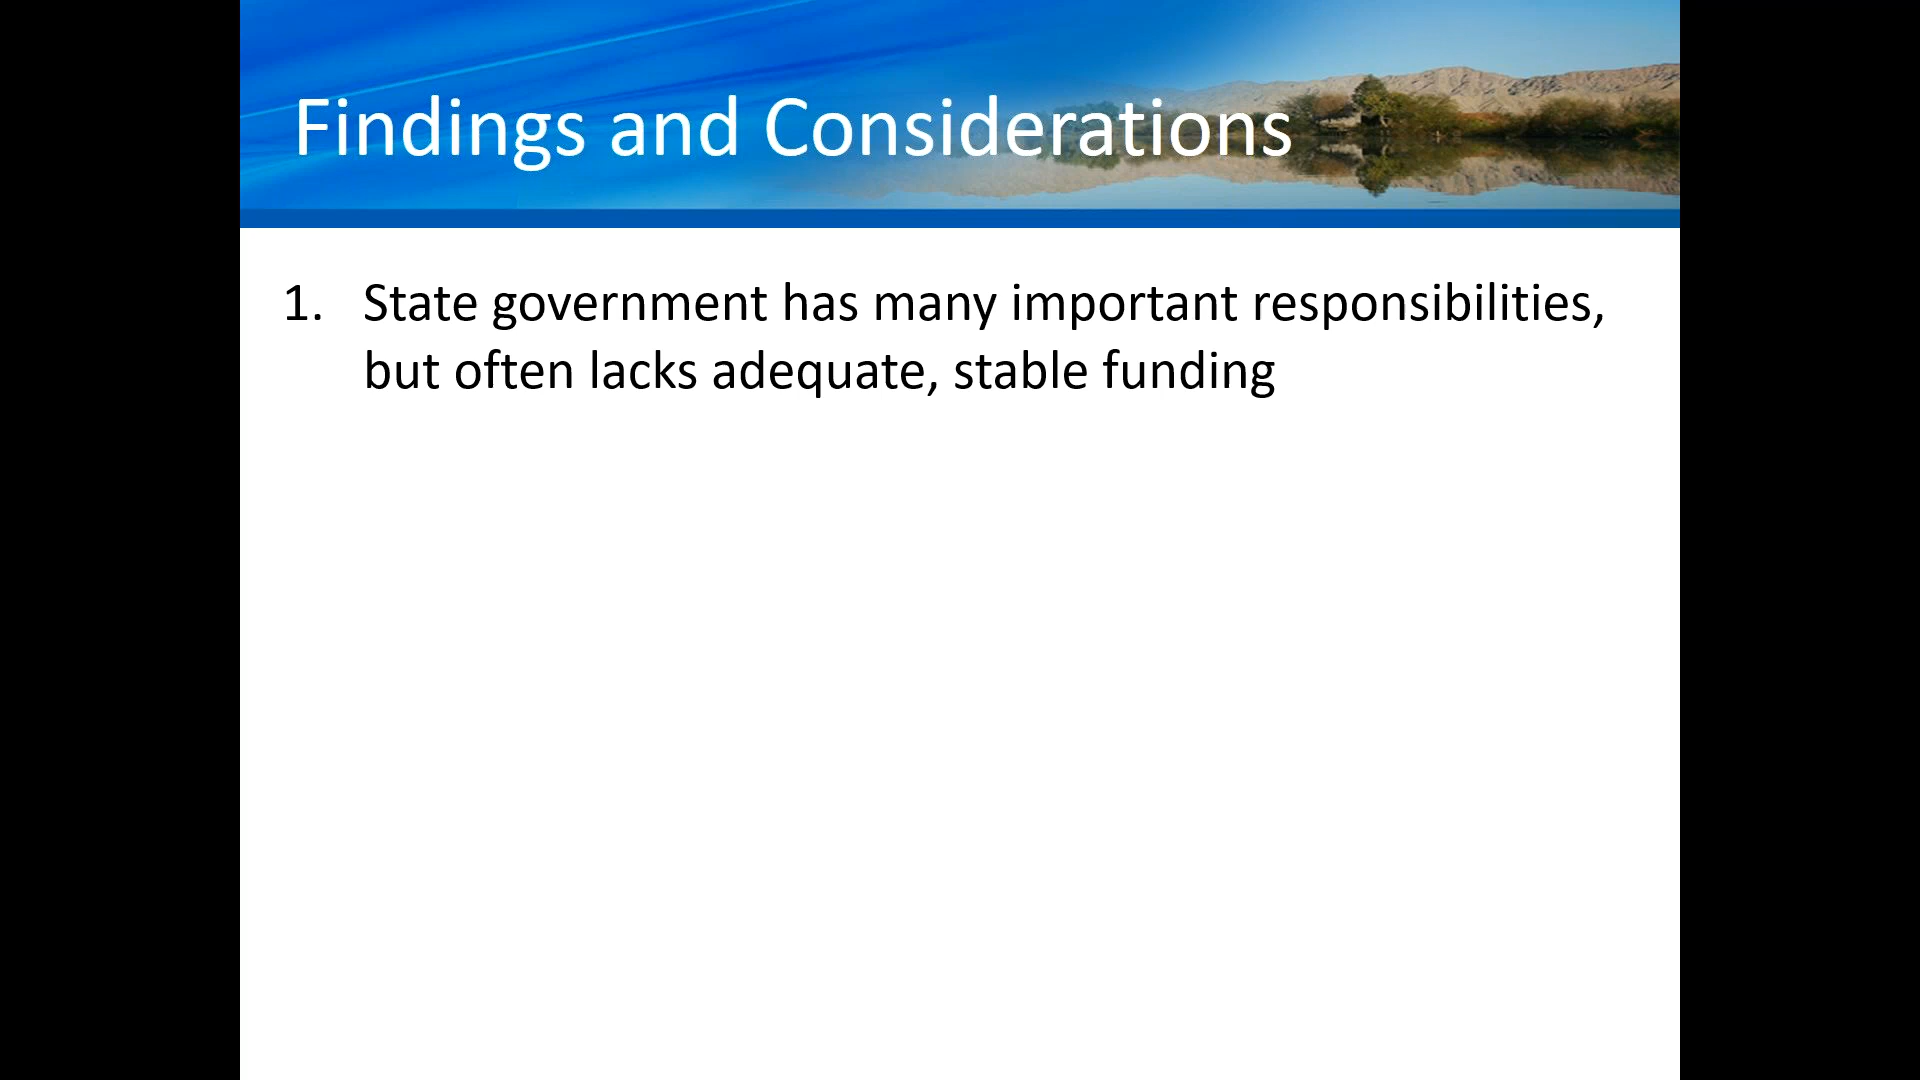 Findings and Considerations
1. State government has many important responsibilities,
but often lacks adequate, stable funding